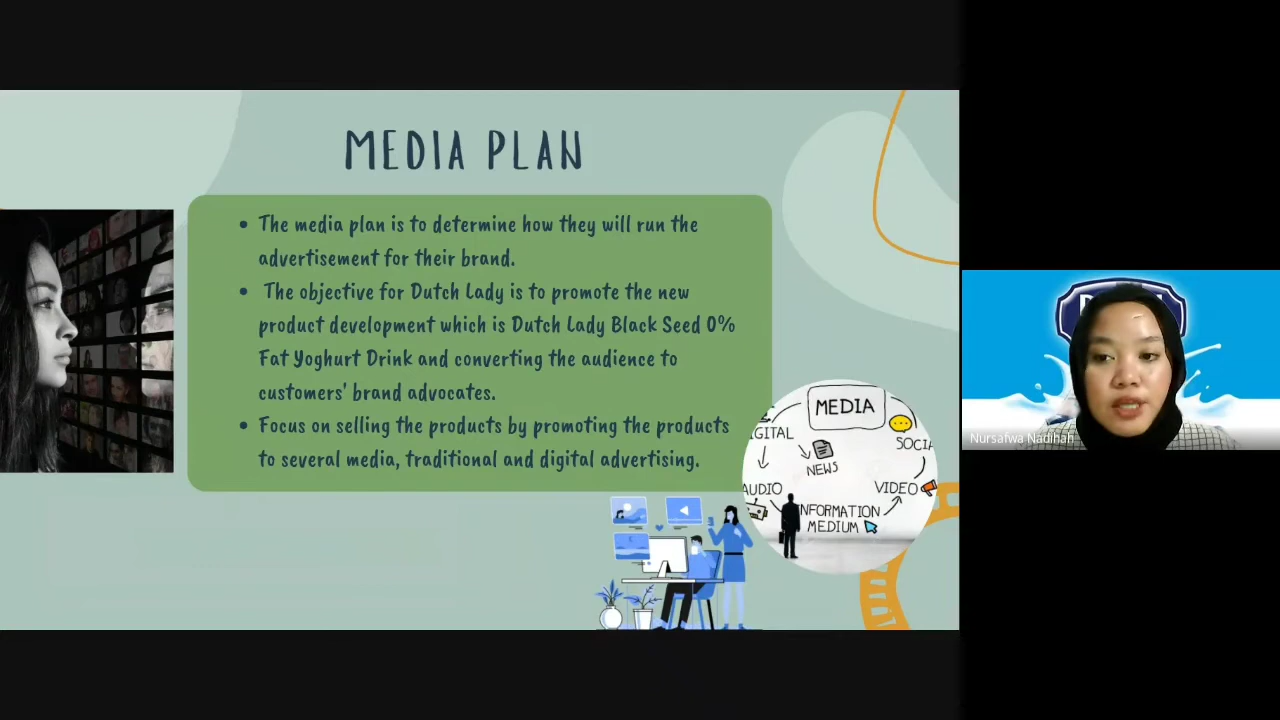 MEDIA PLAN
• The media plan is to determine how they will run the
advertisement for their brand.
• The objective for Dutch Lady is to promote the new
product development which is Dutch Lady Black Seed 0%
Fat Yoghurt Drink and converting the audience to
customers' brand advocates.
• Focus on selling the products by promoting the products
to several media, traditional and digital advertising.
MEDIA
IGITAL
SOCIA
NEWS
AUDIO
VIDEO
INFORMATION
MEDIUM
Nursafwa Nadihah